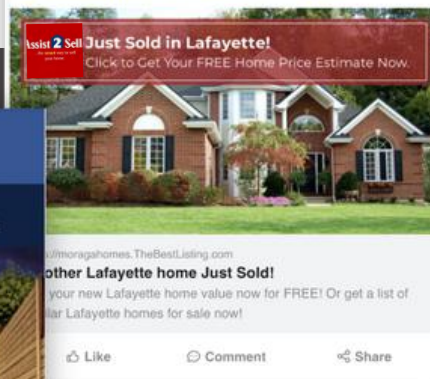 Assist 2 Sell
Just Sold in Lafayette!
Click to Get Your FREE Home Price Estimate Now.
://moragahomes.TheBestListing.com
other Lafayette home Just Sold!
your new Lafayette home value now for FREE! Or get a list of
lar Lafayette homes for sale now!
Like
Comment
Share